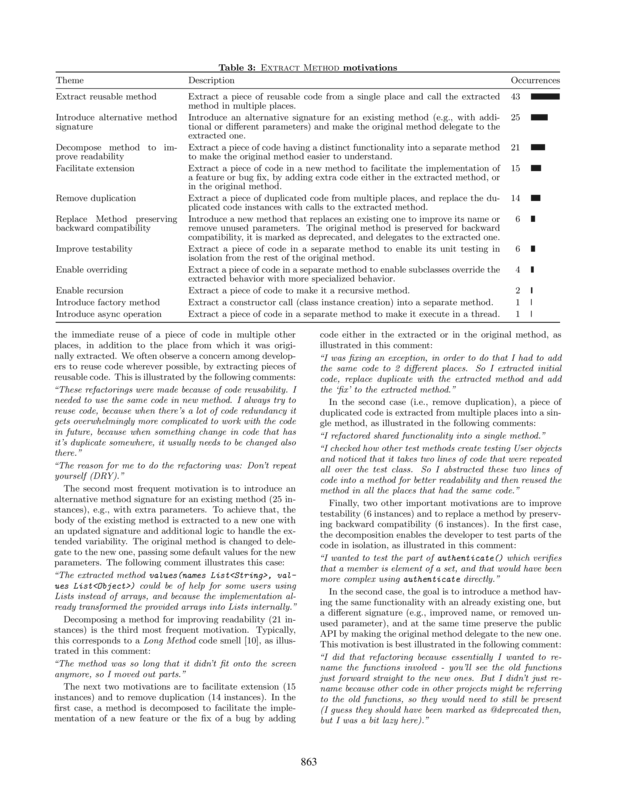 Table 3: EXTRACT METHOD motivations
Theme Description Occurrences
Extract reusable method Extract a piece of reusable code from a single place and call the extracted 43
method in multiple places.
Introduce alternative method Introduce an alternative signature for an existing method (e.g., with addi- 25
signature tional or different parameters) and make the original method delegate to the
extracted one.
Decompose method to im- Extract a piece of code having a distinct functionality into a separate method 21
prove readability to make the original method easier to understand.
Facilitate extension Extract a piece of code in a new method to facilitate the implementation of 15
a feature or bug fix, by adding extra code either in the extracted method, or
in the original method.
Remove duplication Extract a piece of duplicated code from multiple places, and replace the du- 14
plicated code instances with calls to the extracted method.
Replace Method preserving Introduce a new method that replaces an existing one to improve its name or 6
backward compatibility remove unused parameters. The original method is preserved for backward
compatibility, it is marked as deprecated, and delegates to the extracted one.
Improve testability Extract a piece of code in a separate method to enable its unit testing in 6
isolation from the rest of the original method.
Enable overriding Extract a piece of code in a separate method to enable subclasses override the 4
extracted behavior with more specialized behavior.
Enable recursion Extract a piece of code to make it a recursive method. 2
Introduce factory method Extract a constructor call (class instance creation) into a separate method. 1
Introduce async operation Extract a piece of code in a separate method to make it execute in a thread. 1
the immediate reuse of a piece of code in multiple other
places, in addition to the place from which it was origi-
nally extracted. We often observe a concern among develop-
ers to reuse code wherever possible, by extracting pieces of
reusable code. This is illustrated by the following comments:
“These refactorings were made because of code reusability. I
needed to use the same code in new method. I always try to
reuse code, because when there’s a lot of code redundancy it
gets overwhelmingly more complicated to work with the code
in future, because when something change in code that has
it’s duplicate somewhere, it usually needs to be changed also
there.”
“The reason for me to do the refactoring was: Don’t repeat
yourself (DRY).”
The second most frequent motivation is to introduce an
alternative method signature for an existing method (25 in-
stances), e.g., with extra parameters. To achieve that, the
body of the existing method is extracted to a new one with
an updated signature and additional logic to handle the ex-
tended variability. The original method is changed to dele-
gate to the new one, passing some default values for the new
parameters. The following comment illustrates this case:
“The extracted method values(names List<String>, val-
ues List<Object>) could be of help for some users using
Lists instead of arrays, and because the implementation al-
ready transformed the provided arrays into Lists internally.”
Decomposing a method for improving readability (21 in-
stances) is the third most frequent motivation. Typically,
this corresponds to a Long Method code smell [10], as illus-
trated in this comment:
“The method was so long that it didn’t fit onto the screen
anymore, so I moved out parts.”
The next two motivations are to facilitate extension (15
instances) and to remove duplication (14 instances). In the
first case, a method is decomposed to facilitate the imple-
mentation of a new feature or the fix of a bug by adding
code either in the extracted or in the original method, as
illustrated in this comment:
“I was fixing an exception, in order to do that I had to add
the same code to 2 different places. So I extracted initial
code, replace duplicate with the extracted method and add
the ‘fix’ to the extracted method.”
In the second case (i.e., remove duplication), a piece of
duplicated code is extracted from multiple places into a sin-
gle method, as illustrated in the following comments:
“I refactored shared functionality into a single method.”
“I checked how other test methods create testing User objects
and noticed that it takes two lines of code that were repeated
all over the test class. So I abstracted these two lines of
code into a method for better readability and then reused the
method in all the places that had the same code.”
Finally, two other important motivations are to improve
testability (6 instances) and to replace a method by preserv-
ing backward compatibility (6 instances). In the first case,
the decomposition enables the developer to test parts of the
code in isolation, as illustrated in this comment:
“I wanted to test the part of authenticate() which verifies
that a member is element of a set, and that would have been
more complex using authenticate directly.”
In the second case, the goal is to introduce a method hav-
ing the same functionality with an already existing one, but
a different signature (e.g., improved name, or removed un-
used parameter), and at the same time preserve the public
API by making the original method delegate to the new one.
This motivation is best illustrated in the following comment:
“I did that refactoring because essentially I wanted to re-
name the functions involved - you’ll see the old functions
just forward straight to the new ones. But I didn’t just re-
name because other code in other projects might be referring
to the old functions, so they would need to still be present
(I guess they should have been marked as @deprecated then,
but I was a bit lazy here).”
863